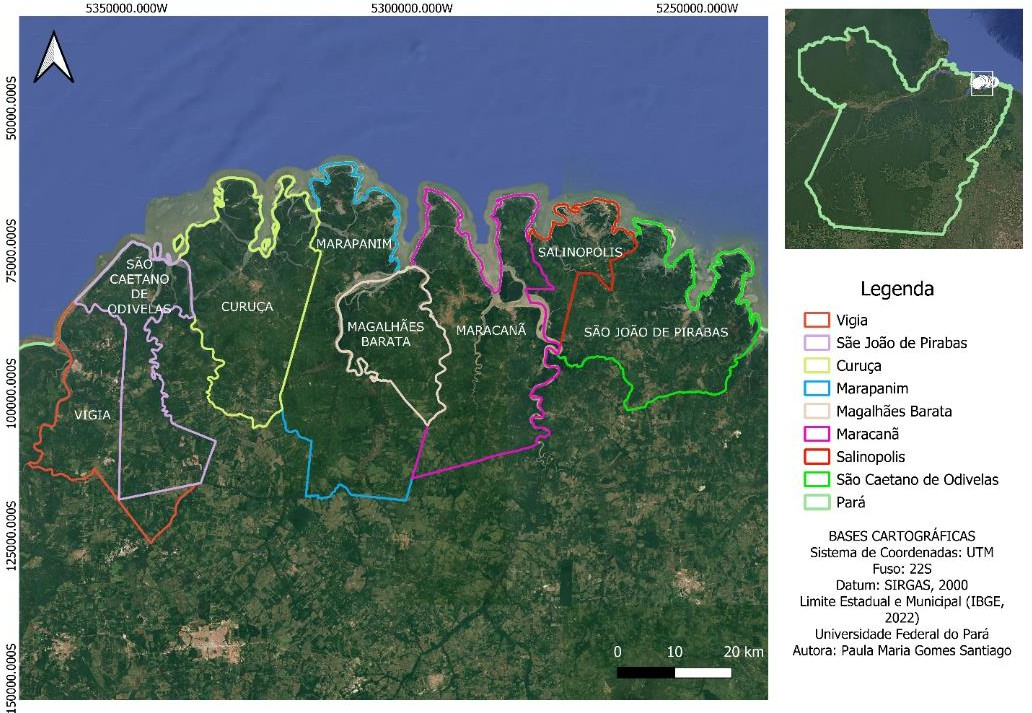 5350000.000W
5300000.000W
5250000.000W
50000.000S
75000.000S
100000.000S
125000.000S
150000.000S
SÃO
CAETANO
DE
ODIVELAS
CURUÇA
MARAPANIM
MAGALHÃES
BARATA
MARACANÃ
SALINOPOLIS
SÃO JOÃO DE PIRABAS
VIGIA
0 10 20 km
Legenda
Vigia
Sãe João de Pirabas
Curuça
Marapanim
Magalhães Barata
Maracanã
Salinopolis
São Caetano de Odivelas
Pará
BASES CARTOGRÁFICAS
Sistema de Coordenadas: UTM
Fuso: 22S
Datum: SIRGAS, 2000
Limite Estadual e Municipal (IBGE,
2022)
Universidade Federal do Pará
Autora: Paula Maria Gomes Santiago